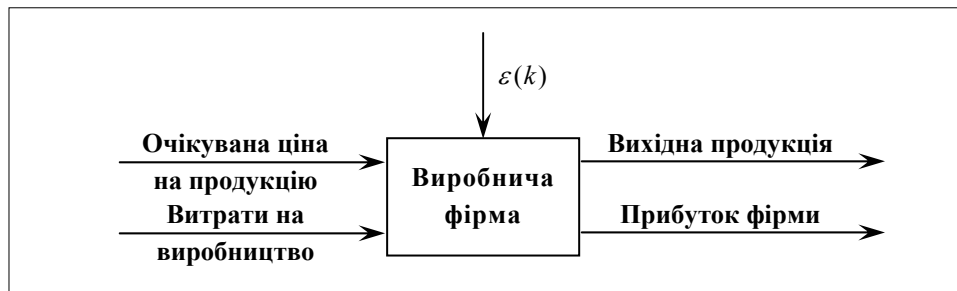 ε(k)
Очікувана ціна
на продукцію
Витрати на
виробництво
Виробнича
фірма
Вихідна продукція
Прибуток фірми